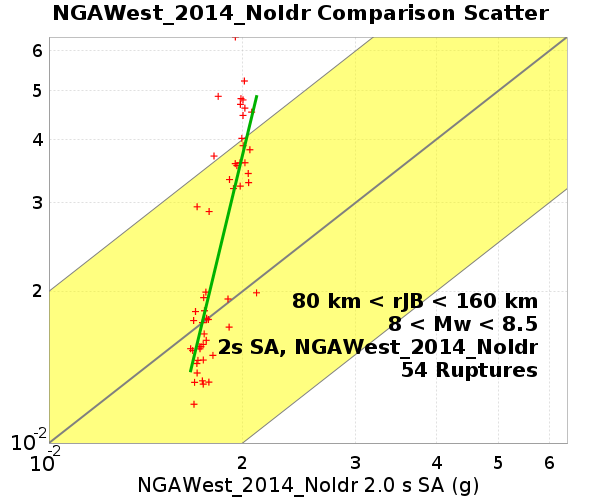 NGAWest_2014_NoIdr Comparison Scatter
6
5
4
3
2
10-2
10-2
2
3
4
5
6
80 km < rJB < 160 km
8 < Mw < 8.5
2s SA, NGAWest_2014_NoIdr
54 Ruptures
NGAWest_2014_NoIdr 2.0 s SA (g)